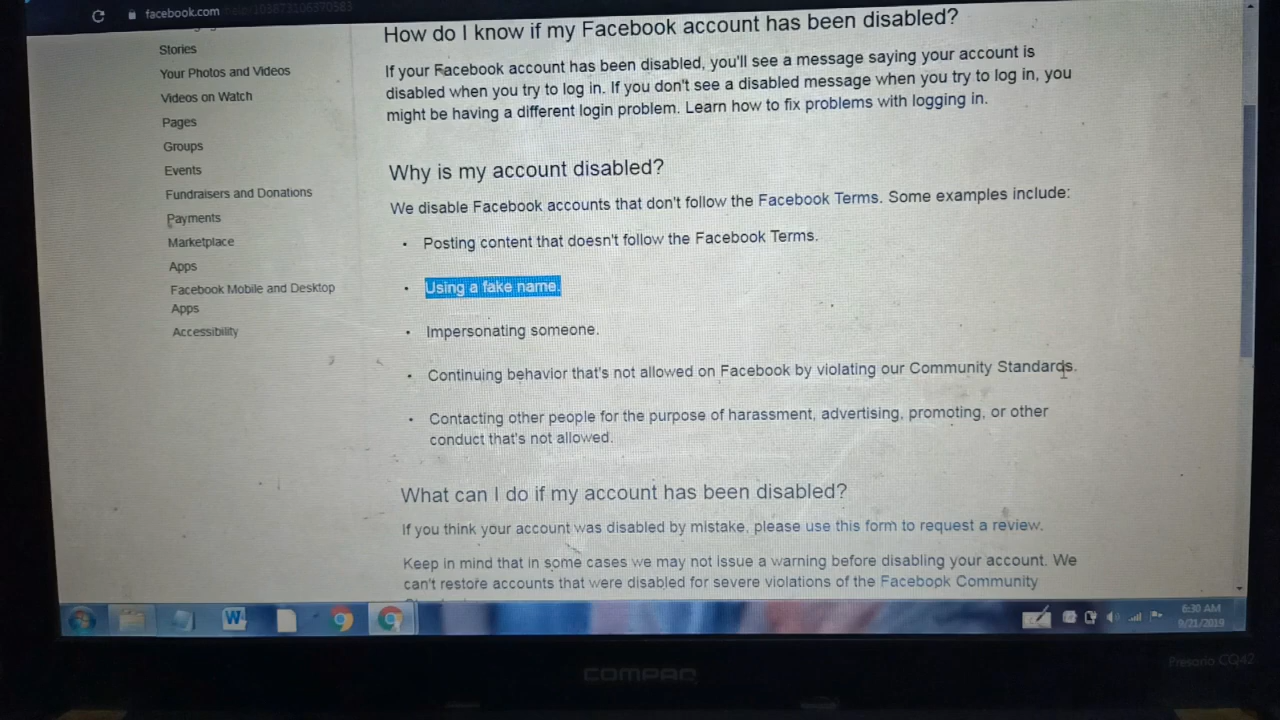 facebook.com
How do I know if my Facebook account has been disabled?
Stories
Your Photos and Videos
Videos on Watch
Pages
Groups
Events
Fundraisers and Donations
Payments
Marketplace
Apps
Facebook Mobile and Desktop
Apps
Accessibility
If your Facebook account has been disabled, you'll see a message saying your account is
disabled when you try to log in. If you don't see a disabled message when you try to log in, you
might be having a different login problem. Learn how to fix problems with logging in.
Why is my account disabled?
We disable Facebook accounts that don't follow the Facebook Terms. Some examples include:
• Posting content that doesn't follow the Facebook Terms.
• Using a fake name.
• Impersonating someone.
• Continuing behavior that's not allowed on Facebook by violating our Community Standards.
• Contacting other people for the purpose of harassment, advertising, promoting, or other
conduct that's not allowed.
What can I do if my account has been disabled?
If you think your account was disabled by mistake, please use this form to request a review.
Keep in mind that in some cases we may not issue a warning before disabling your account. We
can't restore accounts that were disabled for severe violations of the Facebook Community
W
6:30 AM
9/21/2019
COMPAQ
Presario CQ42